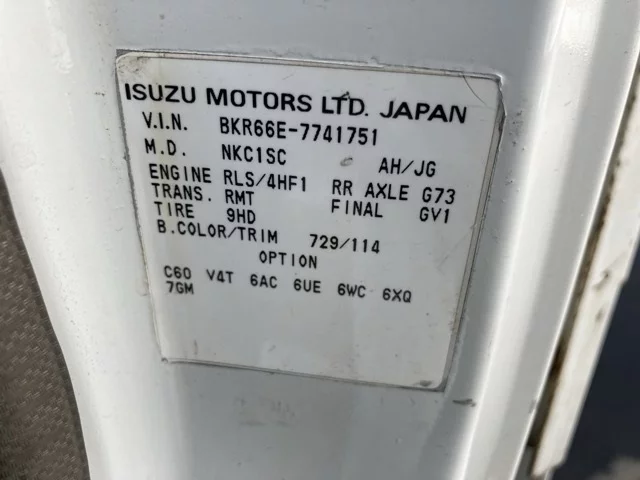 ISUZU MOTORS LTD. JAPAN
V.I.N. BKR66E-7741751
M.D. NKC1SC AH/JG
ENGINE RLS/4HF1 RR AXLE G73
TRANS. RMT FINAL GV1
TIRE 9HD
B.COLOR/TRIM 729/114
OPTION
C60 V4T 6AC 6UE 6WC 6XQ
7GM